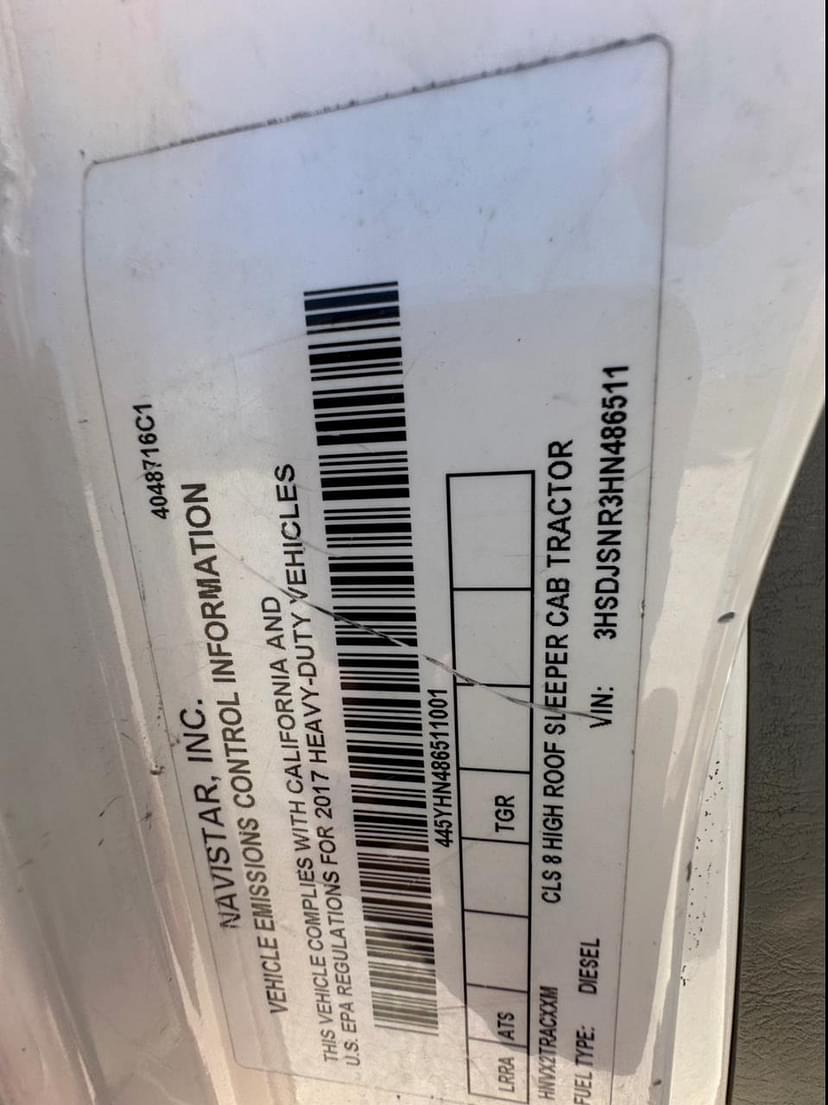 4048716C1
NAVISTAR, INC.
VEHICLE EMISSIONS CONTROL INFORMATION
THIS VEHICLE COMPLIES WITH CALIFORNIA AND
U.S. EPA REGULATIONS FOR 2017 HEAVY-DUTY VEHICLES
445YHN486511001
LRRA ATS TGR
HNVX2TRACXXM CLS 8 HIGH ROOF SLEEPER CAB TRACTOR
FUEL TYPE: DIESEL VIN: 3HSDJSNR3HN486511